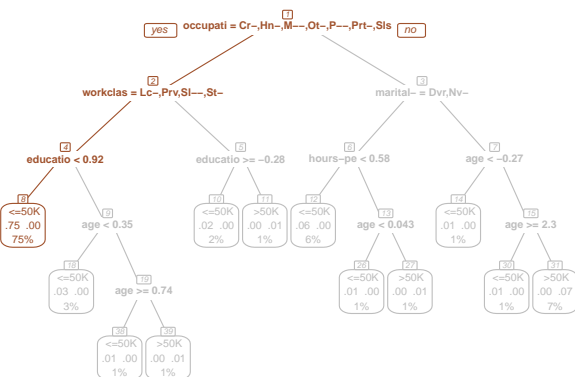 1
yes occupati = Cr-,Hn-,M--,Ot-,P--,Prt-,Sls no
2
workclas = Lc-,Prv,Sl--,St-
3
marital- = Dvr,Nv-
4
educatio < 0.92
5
educatio >= -0.28
6
hours-pe < 0.58
7
age < -0.27
8
<=50K
.75 .00
75%
9
age < 0.35
10
<=50K
.02 .00
2%
11
>50K
.00 .01
1%
12
<=50K
.06 .00
6%
13
age < 0.043
14
<=50K
.01 .00
1%
15
age >= 2.3
18
<=50K
.03 .00
3%
19
age >= 0.74
26
<=50K
.01 .00
1%
27
>50K
.00 .01
1%
30
<=50K
.01 .00
1%
31
>50K
.00 .07
7%
38
<=50K
.01 .00
1%
39
>50K
.00 .01
1%